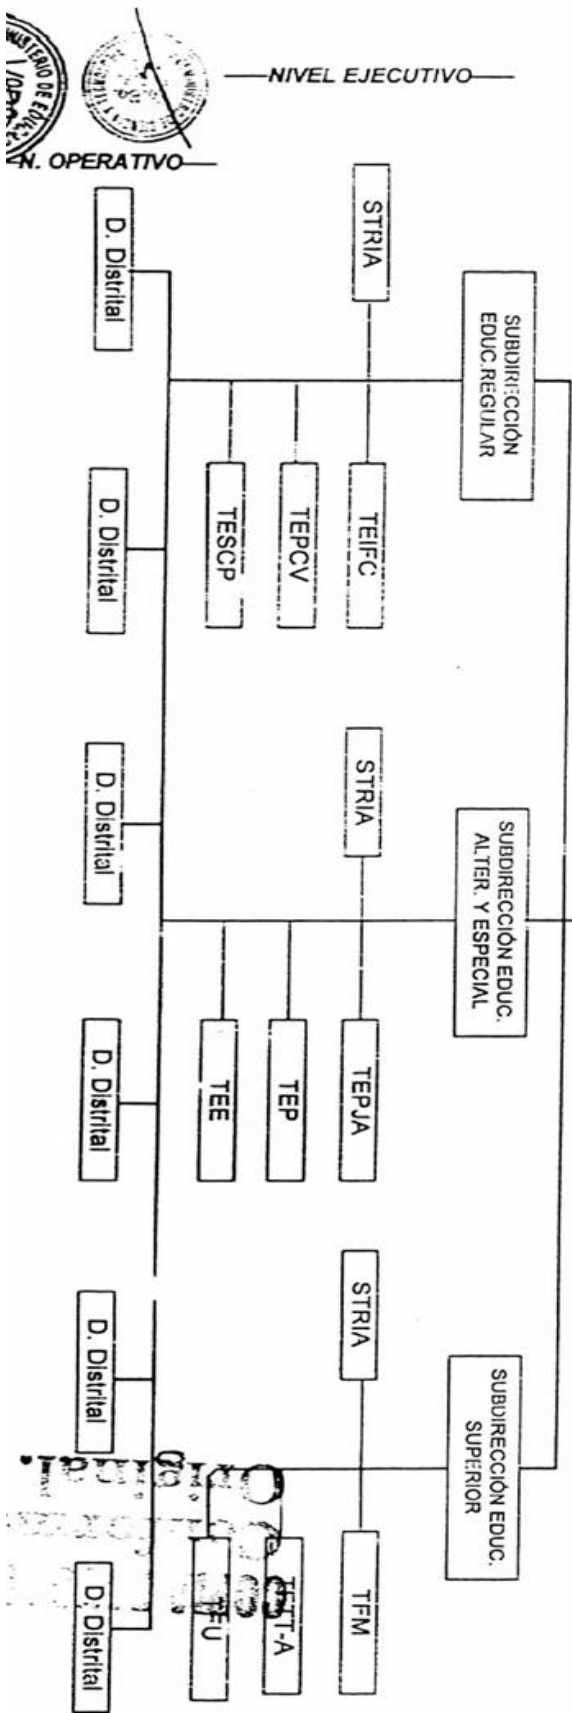 NIVEL EJECUTIVO
N. OPERATIVO
SUBDIRECCIÓN
EDUC.REGULAR
SUBDIRECCIÓN EDUC.
ALTER. Y ESPECIAL
SUBDIRECCIÓN EDUC.
SUPERIOR
STRIA
TEIFC
STRIA
TEPJA
STRIA
TFM
TEPCV
TEP
TESCP
TEE
D. Distrital
D. Distrital
D. Distrital
D. Distrital
D. Distrital
D. Distrital